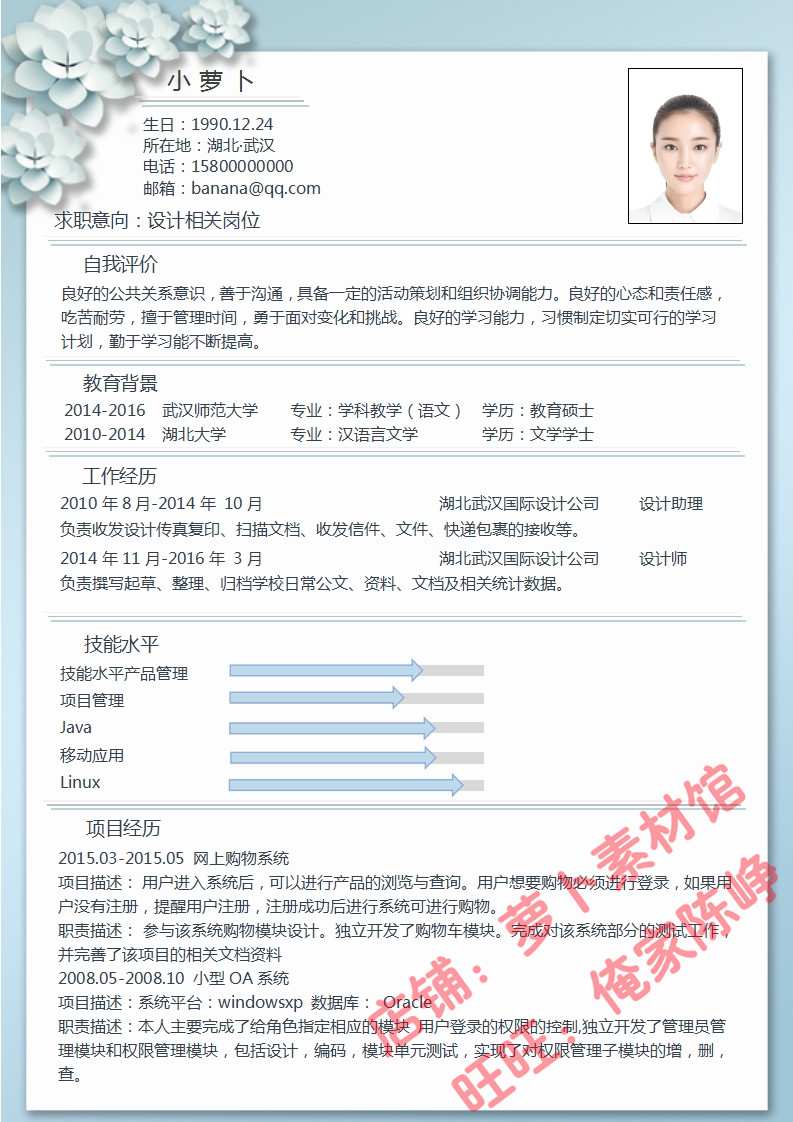 小萝卜
生日：1990.12.24
所在地：湖北·武汉
电话：15800000000
邮箱：banana@qq.com
求职意向：设计相关岗位
自我评价
良好的公共关系意识，善于沟通，具备一定的活动策划和组织协调能力。良好的心态和责任感，
吃苦耐劳，擅于管理时间，勇于面对变化和挑战。良好的学习能力，习惯制定切实可行的学习
计划，勤于学习能不断提高。
教育背景
2014-2016 武汉师范大学 专业：学科教学（语文） 学历：教育硕士
2010-2014 湖北大学 专业：汉语言文学 学历：文学学士
工作经历
2010 年 8 月-2014 年 10 月 湖北武汉国际设计公司 设计助理
负责收发设计传真复印、扫描文档、收发信件、文件、快递包裹的接收等。
2014 年 11 月-2016 年 3 月 湖北武汉国际设计公司 设计师
负责撰写起草、整理、归档学校日常公文、资料、文档及相关统计数据。
技能水平
技能水平产品管理
项目管理
Java
移动应用
Linux
项目经历
2015.03-2015.05 网上购物系统
项目描述： 用户进入系统后，可以进行产品的浏览与查询。用户想要购物必须进行登录，如果用
户没有注册，提醒用户注册，注册成功后进行系统可进行购物。
职责描述： 参与该系统购物模块设计。独立开发了购物车模块。完成对该系统部分的测试工作，
并完善了该项目的相关文档资料
2008.05-2008.10 小型 OA 系统
项目描述：系统平台：windowsxp 数据库： Oracle
职责描述：本人主要完成了给角色指定相应的模块 用户登录的权限的控制,独立开发了管理员管
理模块和权限管理模块，包括设计，编码，模块单元测试，实现了对权限管理子模块的增，删，
查。
店铺：萝卜素材馆
旺旺：俺家陈峥